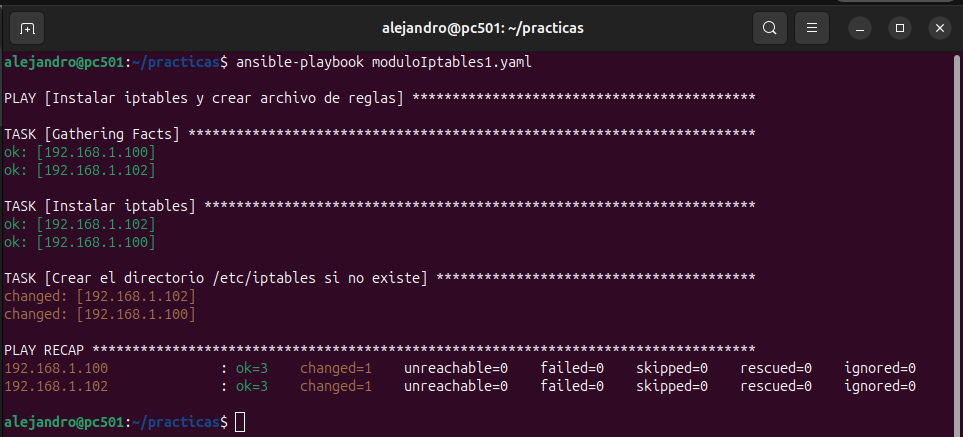 alejandro@pc501: ~/practicas
alejandro@pc501:~/practicas$ ansible-playbook moduloIptables1.yaml
PLAY [Instalar iptables y crear archivo de reglas] *******************************************
TASK [Gathering Facts] ***********************************************************************
ok: [192.168.1.100]
ok: [192.168.1.102]
TASK [Instalar iptables] *********************************************************************
ok: [192.168.1.102]
ok: [192.168.1.100]
TASK [Crear el directorio /etc/iptables si no existe] ****************************************
changed: [192.168.1.102]
changed: [192.168.1.100]
PLAY RECAP ***********************************************************************************
192.168.1.100              : ok=3    changed=1    unreachable=0    failed=0    skipped=0    rescued=0    ignored=0
192.168.1.102              : ok=3    changed=1    unreachable=0    failed=0    skipped=0    rescued=0    ignored=0
alejandro@pc501:~/practicas$